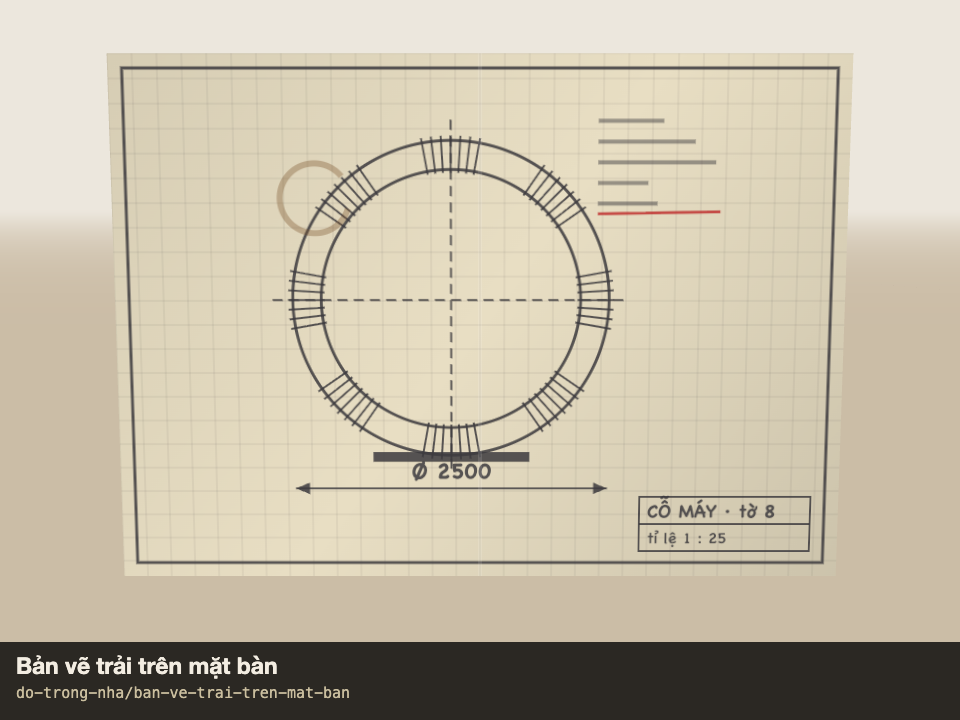 Ø 2500
CỖ MÁY · tờ 8
tỉ lệ 1 : 25
Bản vẽ trải trên mặt bàn
do-trong-nha/ban-ve-trai-tren-mat-ban